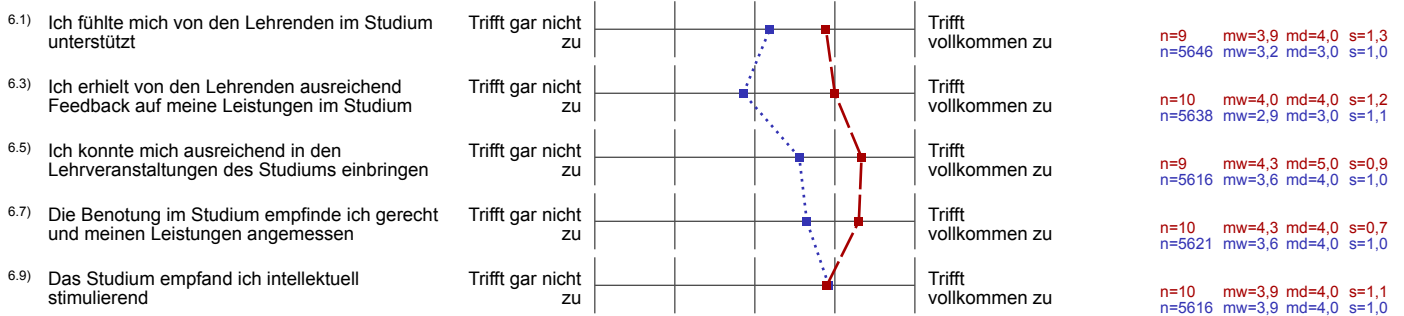 6.1) Ich fühlte mich von den Lehrenden im Studium
unterstützt
Trifft gar nicht
zu
Trifft
vollkommen zu
n=9 mw=3,9 md=4,0 s=1,3
n=5646 mw=3,2 md=3,0 s=1,0
6.3) Ich erhielt von den Lehrenden ausreichend
Feedback auf meine Leistungen im Studium
Trifft gar nicht
zu
Trifft
vollkommen zu
n=10 mw=4,0 md=4,0 s=1,2
n=5638 mw=2,9 md=3,0 s=1,1
6.5) Ich konnte mich ausreichend in den
Lehrveranstaltungen des Studiums einbringen
Trifft gar nicht
zu
Trifft
vollkommen zu
n=9 mw=4,3 md=5,0 s=0,9
n=5616 mw=3,6 md=4,0 s=1,0
6.7) Die Benotung im Studium empfinde ich gerecht
und meinen Leistungen angemessen
Trifft gar nicht
zu
Trifft
vollkommen zu
n=10 mw=4,3 md=4,0 s=0,7
n=5621 mw=3,6 md=4,0 s=1,0
6.9) Das Studium empfand ich intellektuell
stimulierend
Trifft gar nicht
zu
Trifft
vollkommen zu
n=10 mw=3,9 md=4,0 s=1,1
n=5616 mw=3,9 md=4,0 s=1,0